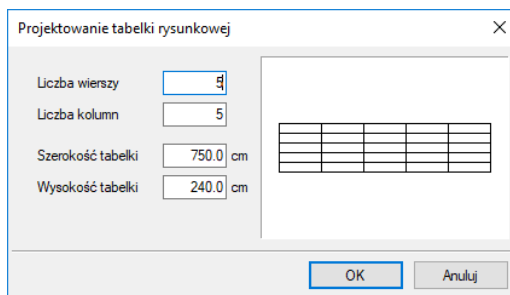 Projektowanie tabelki rysunkowej
Liczba wierszy 5
Liczba kolumn 5
Szerokość tabelki 750.0 cm
Wysokość tabelki 240.0 cm
OK Anuluj